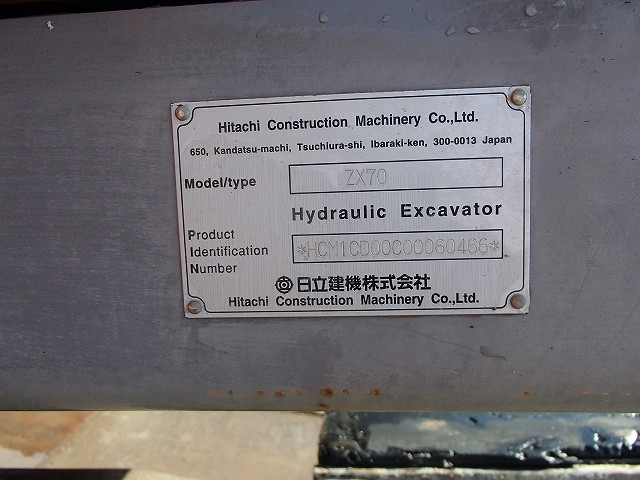 Hitachi Construction Machinery Co.,Ltd.
650, Kandatsu-machi, Tsuchiura-shi, Ibaraki-ken, 300-0013 Japan
Model/type ZX70
Hydraulic Excavator
Product
Identification *HCM1CD00C00060466*
Number
日立建機株式会社
Hitachi Construction Machinery Co.,Ltd.